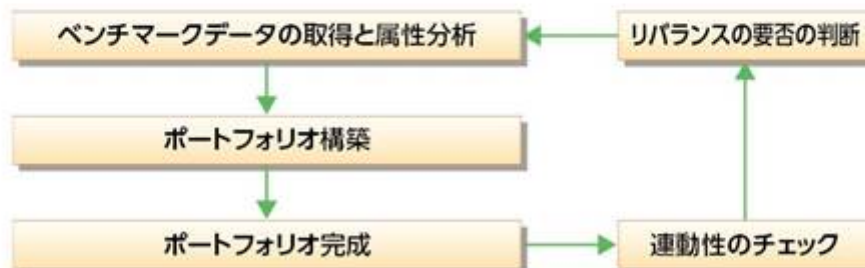 ベンチマークデータの取得と属性分析
リバランスの要否の判断
ポートフォリオ構築
ポートフォリオ完成
連動性のチェック